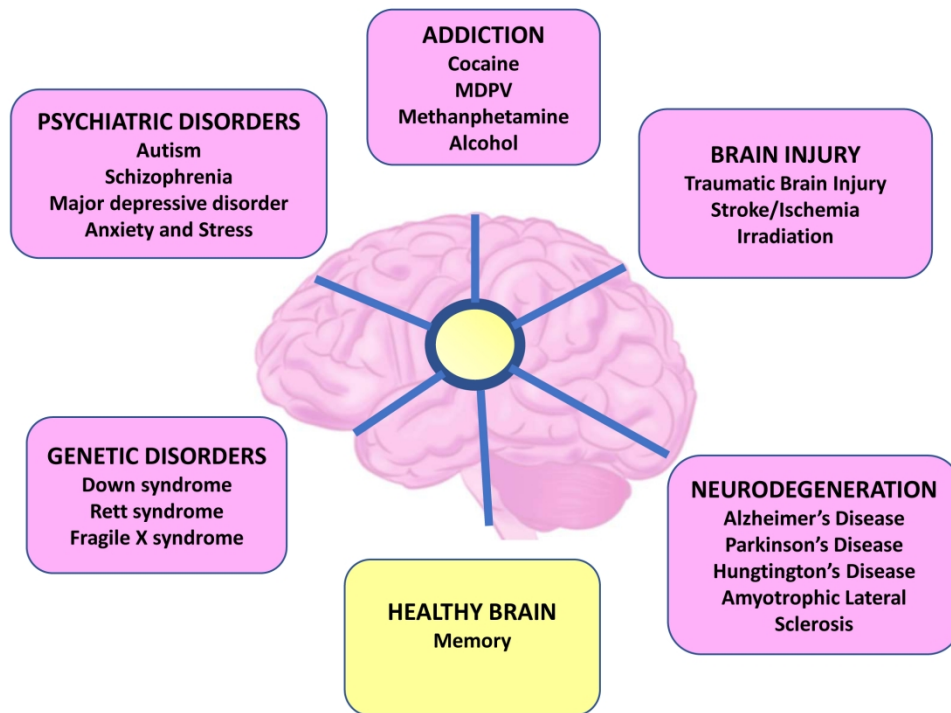 ADDICTION
Cocaine
MDPV
Methanphetamine
Alcohol
PSYCHIATRIC DISORDERS
Autism
Schizophrenia
Major depressive disorder
Anxiety and Stress
BRAIN INJURY
Traumatic Brain Injury
Stroke/Ischemia
Irradiation
GENETIC DISORDERS
Down syndrome
Rett syndrome
Fragile X syndrome
NEURODEGENERATION
Alzheimer’s Disease
Parkinson’s Disease
Hungtington’s Disease
Amyotrophic Lateral
Sclerosis
HEALTHY BRAIN
Memory